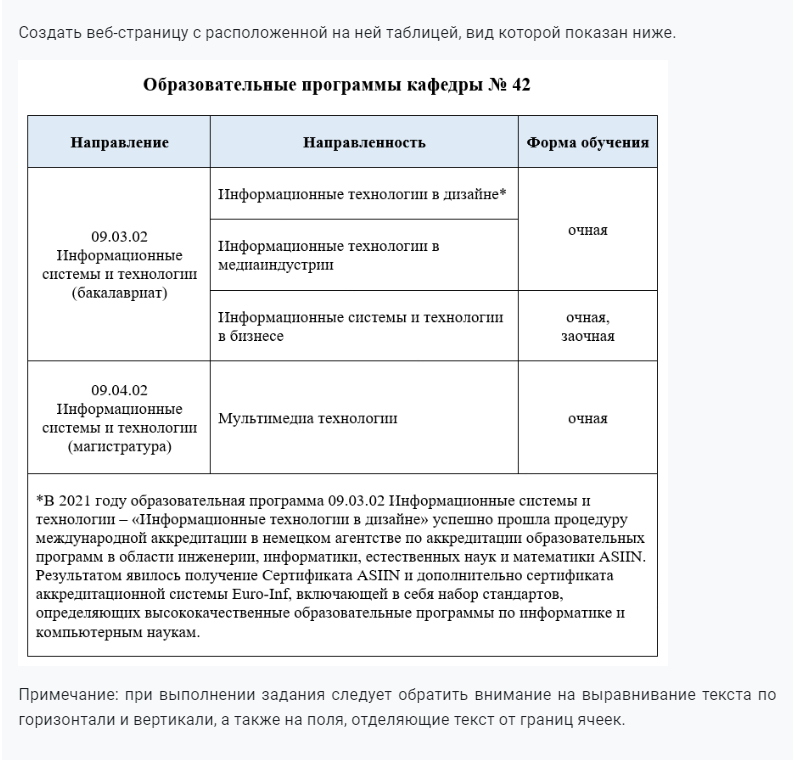 Создать веб-страницу с расположенной на ней таблицей, вид которой показан ниже.
Образовательные программы кафедры № 42
Направление
Направленность
Форма обучения
09.03.02
Информационные
системы и технологии
(бакалавриат)
Информационные технологии в дизайне*
очная
Информационные технологии в
медиаиндустрии
Информационные системы и технологии
в бизнесе
очная,
заочная
09.04.02
Информационные
системы и технологии
(магистратура)
Мультимедиа технологии
очная
*В 2021 году образовательная программа 09.03.02 Информационные системы и
технологии – «Информационные технологии в дизайне» успешно прошла процедуру
международной аккредитации в немецком агентстве по аккредитации образовательных
программ в области инженерии, информатики, естественных наук и математики ASIIN.
Результатом явилось получение Сертификата ASIIN и дополнительно сертификата
аккредитационной системы Euro-Inf, включающей в себя набор стандартов,
определяющих высококачественные образовательные программы по информатике и
компьютерным наукам.
Примечание: при выполнении задания следует обратить внимание на выравнивание текста по
горизонтали и вертикали, а также на поля, отделяющие текст от границ ячеек.